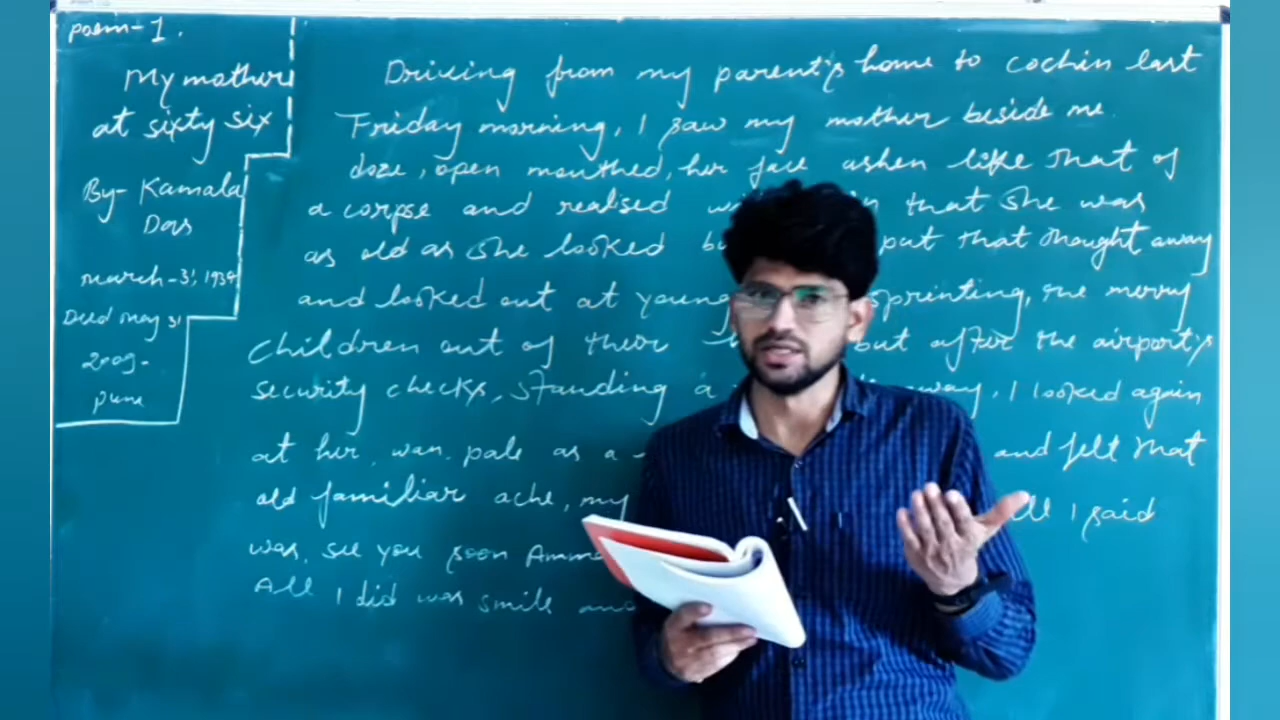 poem-1.
My mother
at sixty six
By- Kamala
Das
march-31, 1934
Died may 31
2009-
pune
Driving from my parent's home to cochin last
Friday morning, I saw my mother beside me
doze, open mouthed, her face ashen like that of
a corpse and realsed that she was
as old as she looked put that thought away
and looked out at young sprinting, the merry
children out of their but after the airport's
security checks, standing a away, I looked again
at her, wan, pale as a and felt that
old familiar ache, my I said
was, see you soon Amm
All I did was smile and